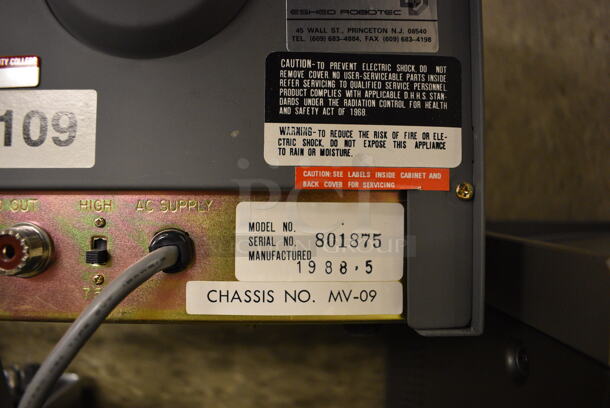 ESHED ROBOTEC
45 WALL ST., PRINCETON N.J. 08540
TEL. (609) 683-4884, FAX (609) 683-4198
TY COLLEGE
CAUTION-TO PREVENT ELECTRIC SHOCK, DO NOT
REMOVE COVER, NO USER-SERVICEABLE PARTS INSIDE
REFER SERVICING TO QUALIFIED SERVICE PERSONNEL
PRODUCT COMPLIES WITH APPLICABLE D.H.H.S STAN-
DARDS UNDER THE RADIATION CONTROL FOR HEALTH
AND SAFETY ACT OF 1968.
109
WARNING-TO REDUCE THE RISK OF FIRE OR ELE-
CTRIC SHOCK, DO NOT EXPOSE THIS APPLIANCE
TO RAIN OR MOISTURE.
CAUTION: SEE LABELS INSIDE CABINET AND
BACK COVER FOR SERVICING
OUT
HIGH
AC SUPPLY
MODEL NO.
SERIAL NO. 801875
MANUFACTURED
1988.5
CHASSIS NO. MV-09